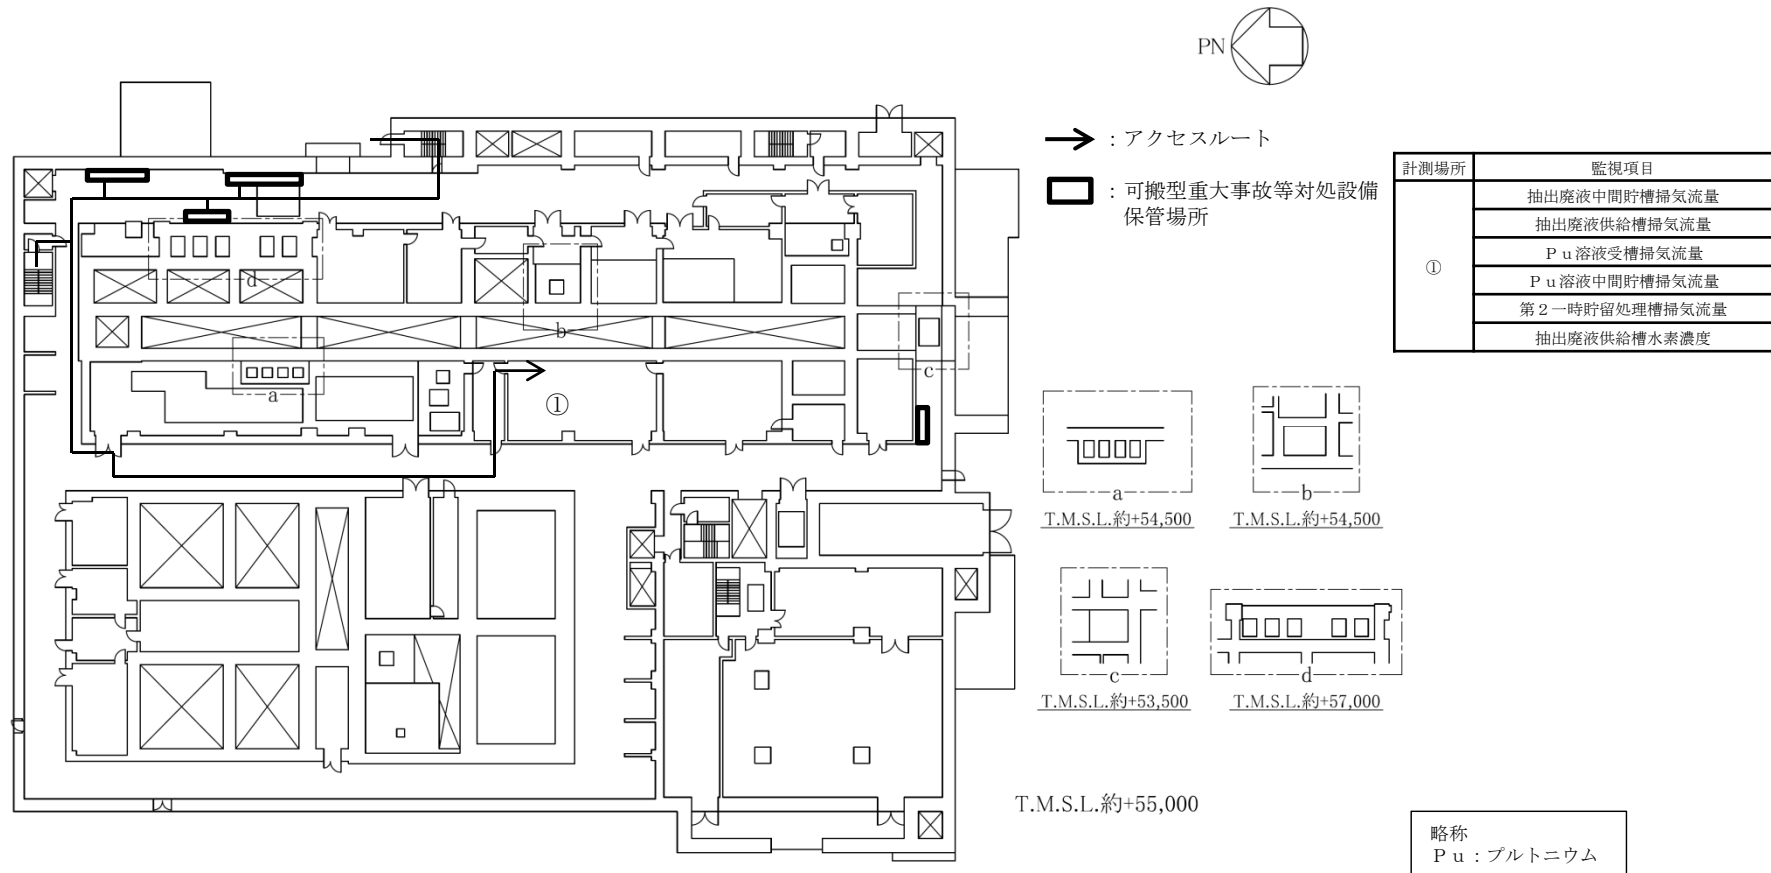 PN
：アクセスルート
：可搬型重大事故等対処設備
保管場所
計測場所 監視項目
① 抽出廃液中間貯槽掃気流量
抽出廃液供給槽掃気流量
Ｐｕ溶液受槽掃気流量
Ｐｕ溶液中間貯槽掃気流量
第２一時貯留処理槽掃気流量
抽出廃液供給槽水素濃度
d
b
a
c
①
a
T.M.S.L.約+54,500
b
T.M.S.L.約+54,500
c
T.M.S.L.約+53,500
d
T.M.S.L.約+57,000
T.M.S.L.約+55,000
略称
Ｐｕ：プルトニウム